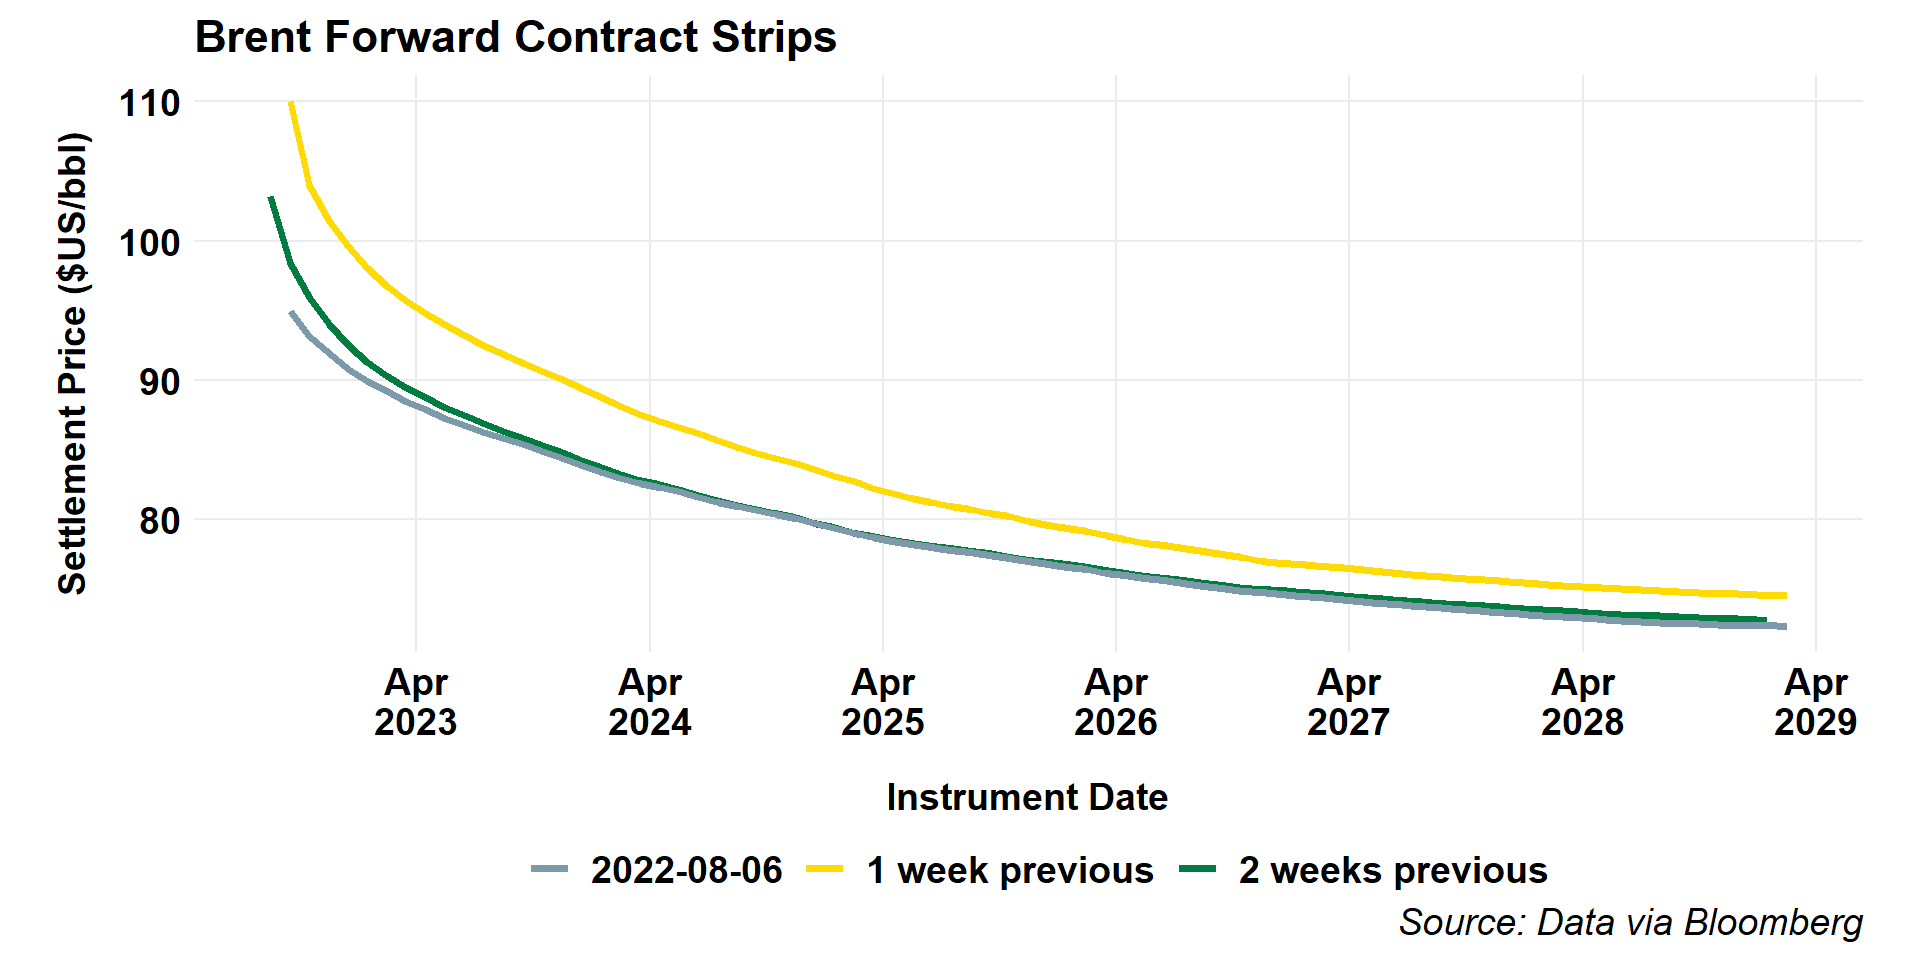 Brent Forward Contract Strips
Settlement Price ($US/bbl)
110
100
90
80
Apr 2023
Apr 2024
Apr 2025
Apr 2026
Apr 2027
Apr 2028
Apr 2029
Instrument Date
2022-08-06 1 week previous 2 weeks previous
Source: Data via Bloomberg